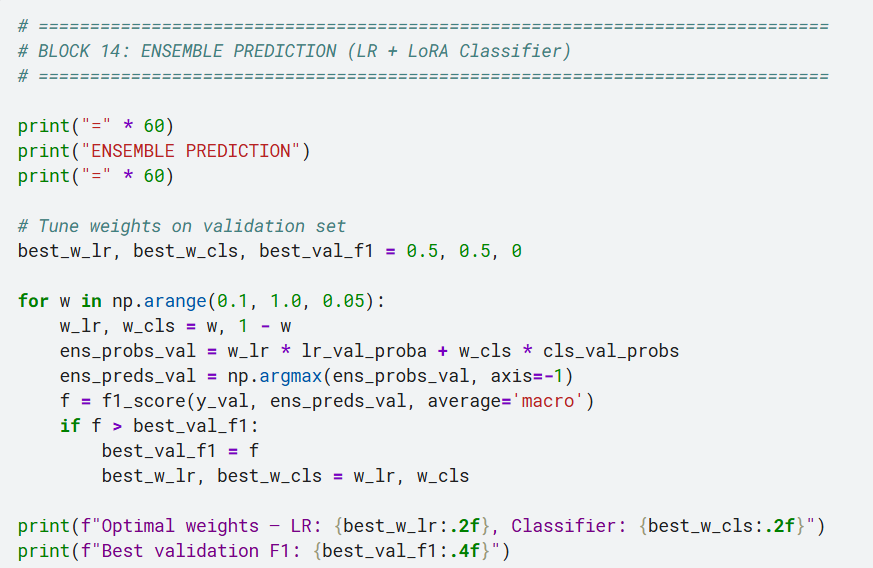 # ============================================================================
# BLOCK 14: ENSEMBLE PREDICTION (LR + LoRA Classifier)
# ============================================================================
print("=" * 60)
print("ENSEMBLE PREDICTION")
print("=" * 60)
# Tune weights on validation set
best_w_lr, best_w_cls, best_val_f1 = 0.5, 0.5, 0
for w in np.arange(0.1, 1.0, 0.05):
    w_lr, w_cls = w, 1 - w
    ens_probs_val = w_lr * lr_val_proba + w_cls * cls_val_probs
    ens_preds_val = np.argmax(ens_probs_val, axis=-1)
    f = f1_score(y_val, ens_preds_val, average='macro')
    if f > best_val_f1:
        best_val_f1 = f
        best_w_lr, best_w_cls = w_lr, w_cls
print(f"Optimal weights — LR: {best_w_lr:.2f}, Classifier: {best_w_cls:.2f}")
print(f"Best validation F1: {best_val_f1:.4f}")